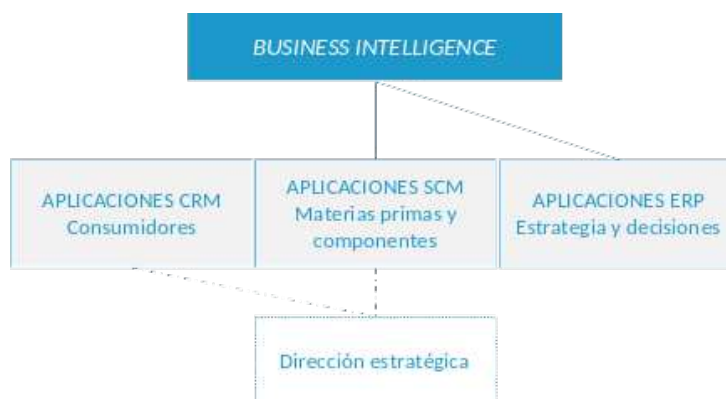 BUSINESS INTELLIGENCE
APLICACIONES CRM
Consumidores
APLICACIONES SCM
Materias primas y
componentes
APLICACIONES ERP
Estrategia y decisiones
Dirección estratégica